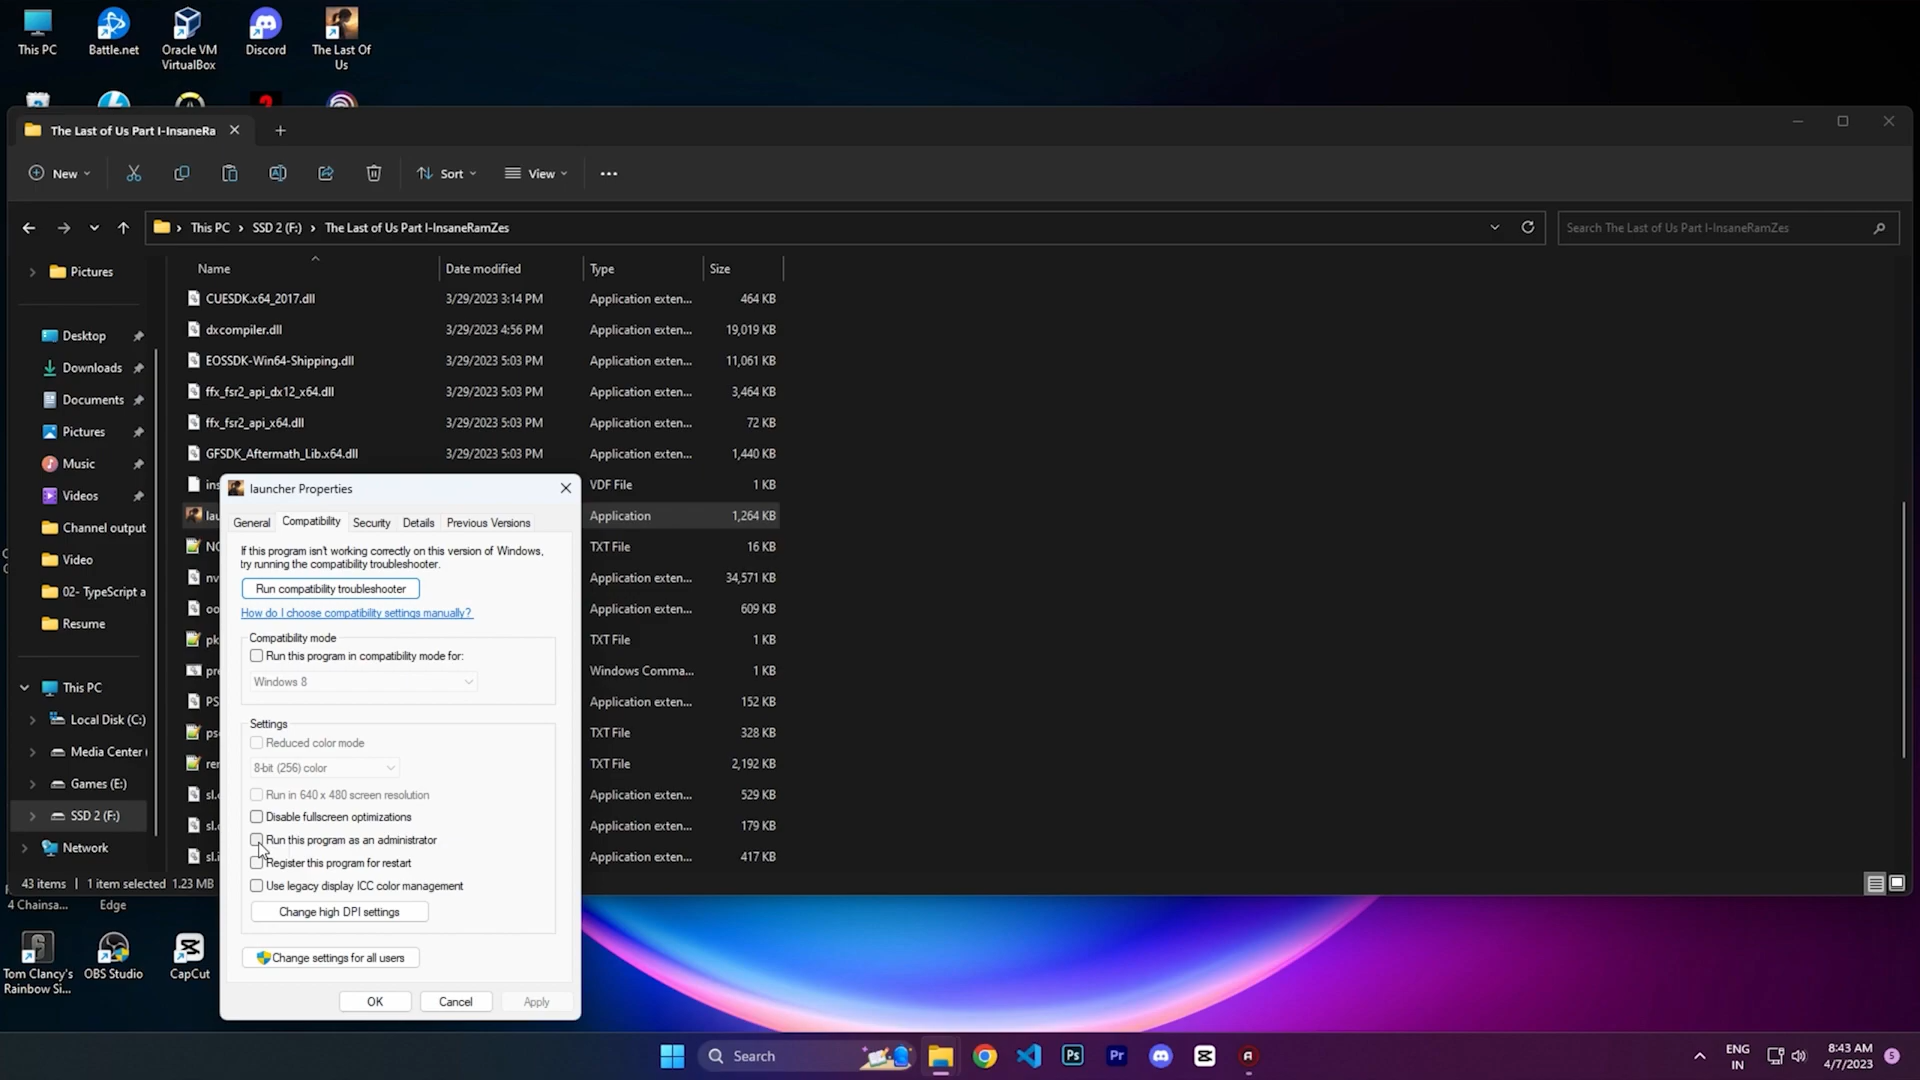 This PC
Battle.net
Oracle VM
VirtualBox
Discord
The Last Of
Us
The Last of Us Part I-InsaneRa
New
Sort
View
This PC
SSD 2 (F:)
The Last of Us Part I-InsaneRamZes
Search The Last of Us Part I-InsaneRamZes
Name
Date modified
Type
Size
Pictures
Desktop
Downloads
Documents
Pictures
Music
Videos
Channel output
Video
02- TypeScript a
Resume
This PC
Local Disk (C:)
Media Center
Games (E:)
SSD 2 (F:)
Network
CUESDK.x64_2017.dll 3/29/2023 3:14 PM Application exten... 464 KB
dxcompiler.dll 3/29/2023 4:56 PM Application exten... 19,019 KB
EOSSDK-Win64-Shipping.dll 3/29/2023 5:03 PM Application exten... 11,061 KB
ffx_fsr2_api_dx12_x64.dll 3/29/2023 5:03 PM Application exten... 3,464 KB
ffx_fsr2_api_x64.dll 3/29/2023 5:03 PM Application exten... 72 KB
GFSDK_Aftermath_Lib.x64.dll 3/29/2023 5:03 PM Application exten... 1,440 KB
ins VDF File 1 KB
lau Application 1,264 KB
NO TXT File 16 KB
nv Application exten... 34,571 KB
oo Application exten... 609 KB
pk TXT File 1 KB
pre Windows Comma... 1 KB
PS Application exten... 152 KB
pso TXT File 328 KB
ren TXT File 2,192 KB
sl. Application exten... 529 KB
sl. Application exten... 179 KB
sl.i Application exten... 417 KB
43 items 1 item selected 1.23 MB
launcher Properties
General Compatibility Security Details Previous Versions
If this program isn't working correctly on this version of Windows,
try running the compatibility troubleshooter.
Run compatibility troubleshooter
How do I choose compatibility settings manually?
Compatibility mode
Run this program in compatibility mode for:
Windows 8
Settings
Reduced color mode
8-bit (256) color
Run in 640 x 480 screen resolution
Disable fullscreen optimizations
Run this program as an administrator
Register this program for restart
Use legacy display ICC color management
Change high DPI settings
Change settings for all users
OK Cancel Apply
4 Chainsa...
Edge
Tom Clancy's
Rainbow Si...
OBS Studio
CapCut
Search
Ps
Pr
ENG
IN
8:43 AM
4/7/2023
5